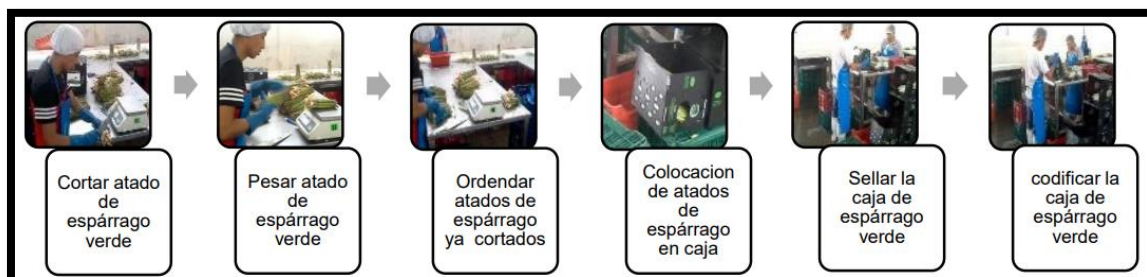 Cortar atado
de
espárrago
verde
Pesar atado
de
espárrago
verde
Ordendar
atados de
espárrago
ya cortados
Colocacion
de atados
de
espárrago
en caja
Sellar la
caja de
espárrago
verde
codificar la
caja de
espárrago
verde